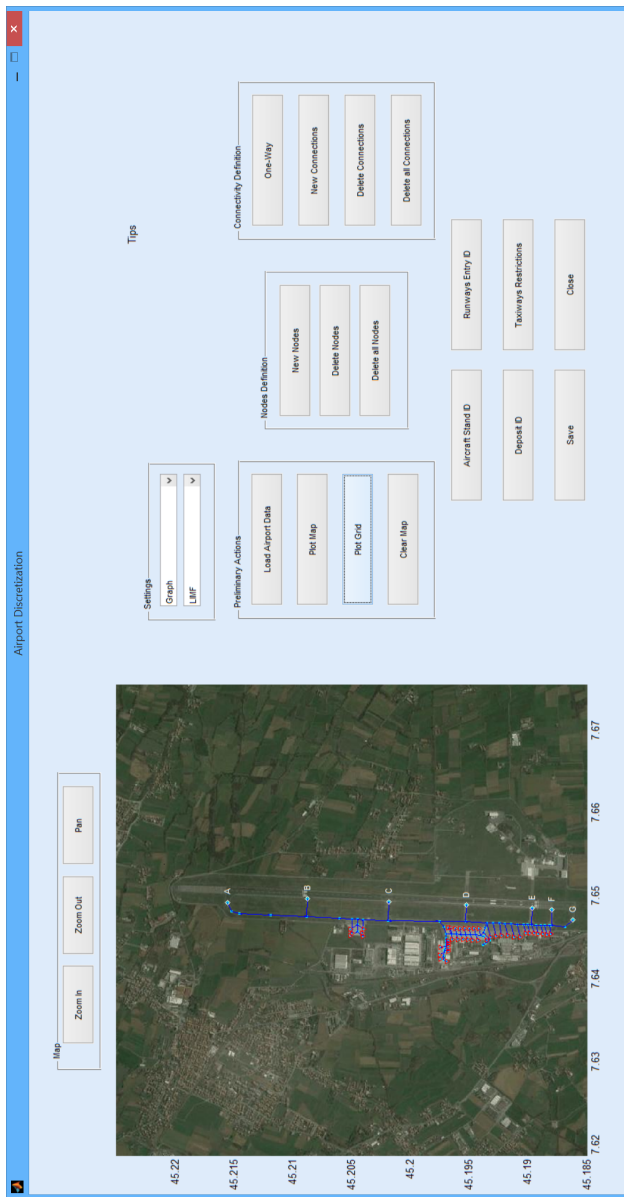 Airport Discretization
Map
Zoom In
Zoom Out
Pan
45.22
45.215
45.21
45.205
45.2
45.195
45.19
45.185
7.62
7.63
7.64
7.65
7.66
7.67
A
B
C
D
E
F
G
Settings
Graph
LIMF
Tips
Preliminary Actions
Load Airport Data
Plot Map
Plot Grid
Clear Map
Nodes Definition
New Nodes
Delete Nodes
Delete all Nodes
Connectivity Definition
One-Way
New Connections
Delete Connections
Delete all Connections
Aircraft Stand ID
Runways Entry ID
Deposit ID
Taxiways Restrictions
Save
Close